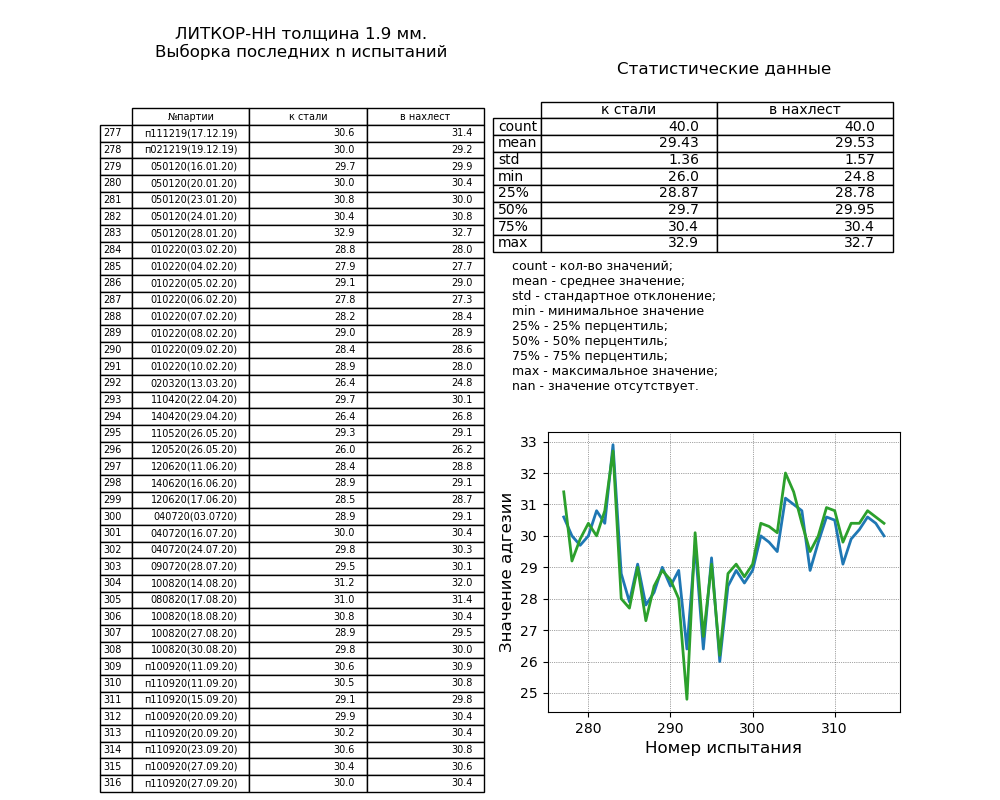 ЛИТКОР-НН толщина 1.9 мм.
Выборка последних n испытаний
№партии к стали в нахлест
277 п111219(17.12.19) 30.6 31.4
278 п021219(19.12.19) 30.0 29.2
279 050120(16.01.20) 29.7 29.9
280 050120(20.01.20) 30.0 30.4
281 050120(23.01.20) 30.8 30.0
282 050120(24.01.20) 30.4 30.8
283 050120(28.01.20) 32.9 32.7
284 010220(03.02.20) 28.8 28.0
285 010220(04.02.20) 27.9 27.7
286 010220(05.02.20) 29.1 29.0
287 010220(06.02.20) 27.8 27.3
288 010220(07.02.20) 28.2 28.4
289 010220(08.02.20) 29.0 28.9
290 010220(09.02.20) 28.4 28.6
291 010220(10.02.20) 28.9 28.0
292 020320(13.03.20) 26.4 24.8
293 110420(22.04.20) 29.7 30.1
294 140420(29.04.20) 26.4 26.8
295 110520(26.05.20) 29.3 29.1
296 120520(26.05.20) 26.0 26.2
297 120620(11.06.20) 28.4 28.8
298 140620(16.06.20) 28.9 29.1
299 120620(17.06.20) 28.5 28.7
300 040720(03.0720) 28.9 29.1
301 040720(16.07.20) 30.0 30.4
302 040720(24.07.20) 29.8 30.3
303 090720(28.07.20) 29.5 30.1
304 100820(14.08.20) 31.2 32.0
305 080820(17.08.20) 31.0 31.4
306 100820(18.08.20) 30.8 30.4
307 100820(27.08.20) 28.9 29.5
308 100820(30.08.20) 29.8 30.0
309 п100920(11.09.20) 30.6 30.9
310 п110920(11.09.20) 30.5 30.8
311 п110920(15.09.20) 29.1 29.8
312 п100920(20.09.20) 29.9 30.4
313 п110920(20.09.20) 30.2 30.4
314 п110920(23.09.20) 30.6 30.8
315 п100920(27.09.20) 30.4 30.6
316 п110920(27.09.20) 30.0 30.4
Статистические данные
к стали в нахлест
count 40.0 40.0
mean 29.43 29.53
std 1.36 1.57
min 26.0 24.8
25% 28.87 28.78
50% 29.7 29.95
75% 30.4 30.4
max 32.9 32.7
count - кол-во значений;
mean - среднее значение;
std - стандартное отклонение;
min - минимальное значение
25% - 25% перцентиль;
50% - 50% перцентиль;
75% - 75% перцентиль;
max - максимальное значение;
nan - значение отсутствует.
Значение адгезии
33
32
31
30
29
28
27
26
25
280 290 300 310
Номер испытания